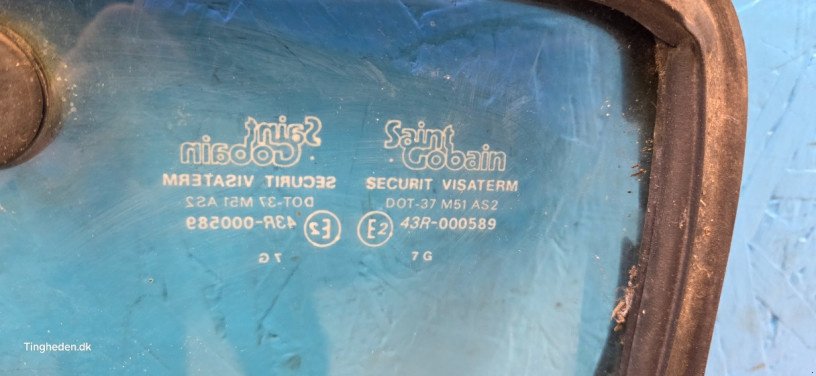 Saint
Gobain
SECURIT VISATERM
DOT-37 M51 AS2
E2 43R-000589
7 G
Saint
Gobain
SECURIT VISATERM
DOT-37 M51 AS2
43R-000589 E2
7 G
Tingheden.dk